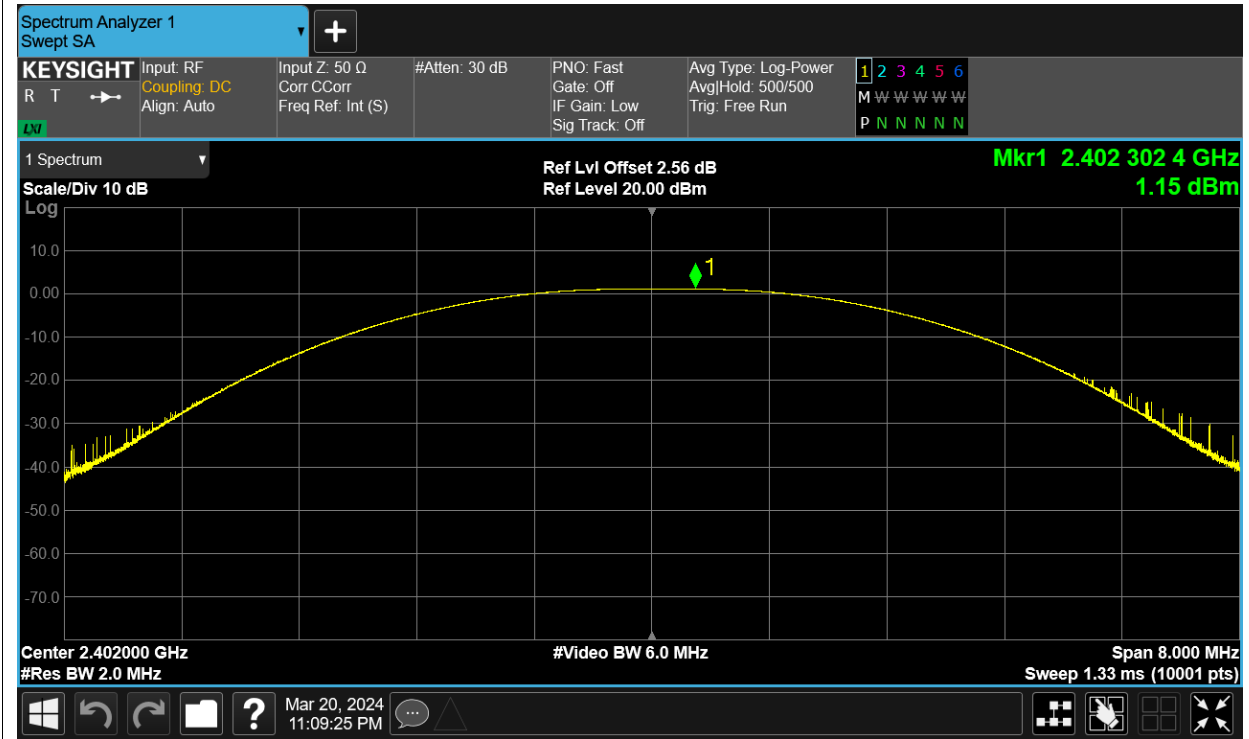 Spectrum Analyzer 1
Swept SA
KEYSIGHT
R T
LXI
Input: RF
Coupling: DC
Align: Auto
Input Z: 50 Ω
Corr CCorr
Freq Ref: Int (S)
#Atten: 30 dB
PNO: Fast
Gate: Off
IF Gain: Low
Sig Track: Off
Avg Type: Log-Power
Avg|Hold: 500/500
Trig: Free Run
1 2 3 4 5 6
M W W W W W
P N N N N N
1 Spectrum
Scale/Div 10 dB
Log
Ref Lvl Offset 2.56 dB
Ref Level 20.00 dBm
Mkr1 2.402 302 4 GHz
1.15 dBm
10.0
0.00
-10.0
-20.0
-30.0
-40.0
-50.0
-60.0
-70.0
1
Center 2.402000 GHz
#Res BW 2.0 MHz
#Video BW 6.0 MHz
Span 8.000 MHz
Sweep 1.33 ms (10001 pts)
?
Mar 20, 2024
11:09:25 PM